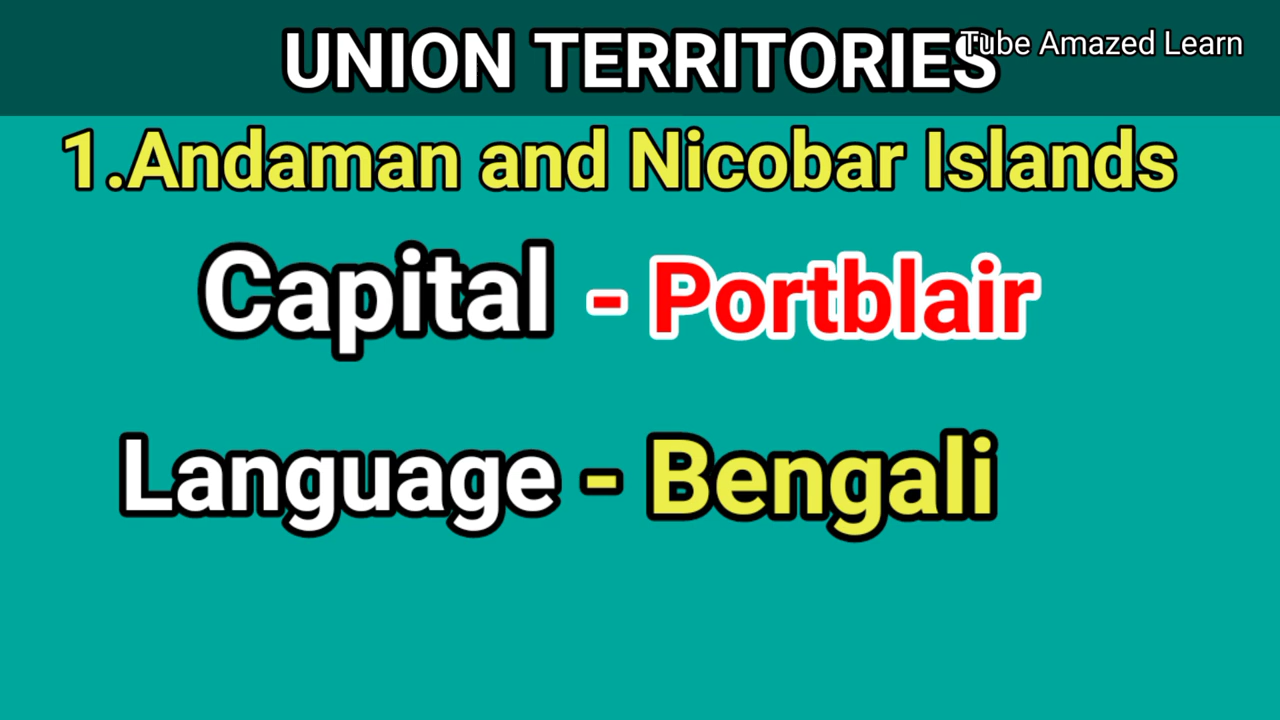 UNION TERRITORIES
Tube Amazed Learn
1.Andaman and Nicobar Islands
Capital - Portblair
Language - Bengali